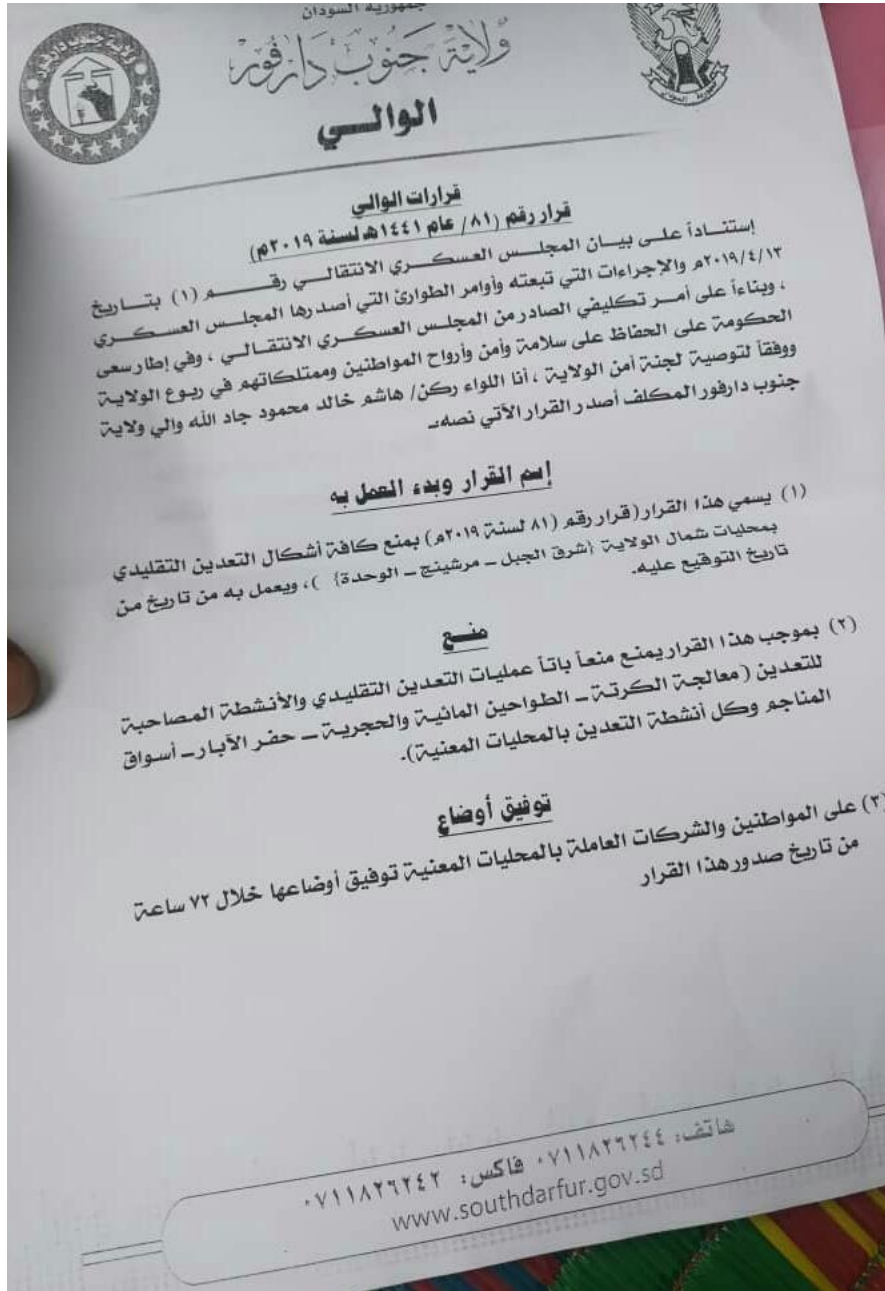 جمهورية السودان
ولاية جنوب دارفور
الوالي
قرارات الوالي
قرار رقم (٨١/ عام ١٤٤١هـ لسنة ٢٠١٩م)
إستناداً على بيان المجلس العسكري الانتقالي رقم (١) بتاريخ
٢٠١٩/٤/١٣م والإجراءات التي تبعته وأوامر الطوارئ التي أصدرها المجلس العسكري
، وبناءاً على أمر تكليفي الصادر من المجلس العسكري الانتقالي ، وفي إطار سعى
الحكومة على الحفاظ على سلامة وأمن وأرواح المواطنين وممتلكاتهم في ربوع الولاية
ووفقاً لتوصية لجنة أمن الولاية ، أنا اللواء ركن/ هاشم خالد محمود جاد الله والي ولاية
جنوب دارفور المكلف أصدر القرار الآتي نصه:ـ
إسم القرار وبدء العمل به
(١) يسمي هذا القرار(قرار رقم (٨١ لسنة ٢٠١٩م) بمنع كافة أشكال التعدين التقليدي
بمحليات شمال الولاية {شرق الجبل – مرشينج – الوحدة} )، ويعمل به من تاريخ من
تاريخ التوقيع عليه.
منع
(٢) بموجب هذا القرار يمنع منعاً باتاً عمليات التعدين التقليدي والأنشطة المصاحبة
للتعدين ( معالجة الكرتة – الطواحين المائية والحجرية – حفر الآبار – أسواق
المناجم وكل أنشطة التعدين بالمحليات المعنية).
توفيق أوضاع
(٣) على المواطنين والشركات العاملة بالمحليات المعنية توفيق أوضاعها خلال ٧٢ ساعة
من تاريخ صدور هذا القرار
هاتف: ٠٧١١٨٢٦٢٤٤ فاكس: ٠٧١١٨٢٦٢٤٢
www.southdarfur.gov.sd